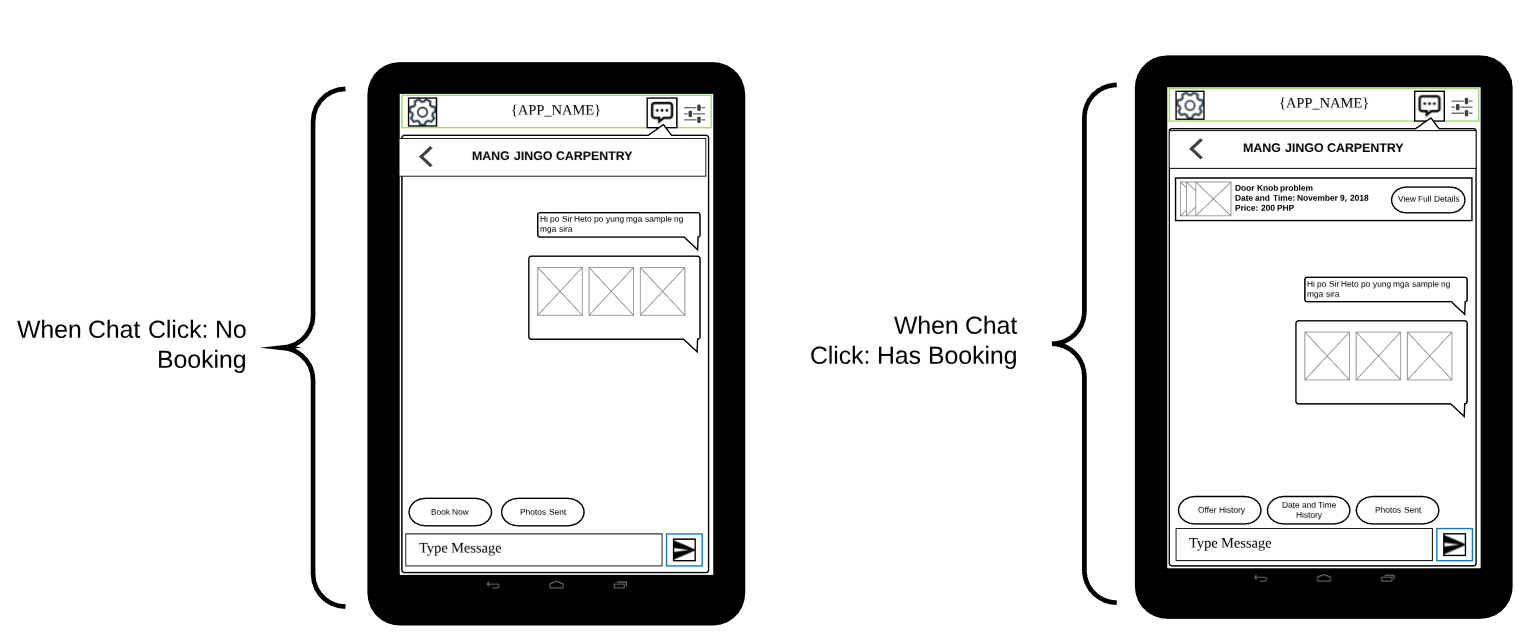 When Chat Click: No
Booking
{APP_NAME}
MANG JINGO CARPENTRY
Hi po Sir Heto po yung mga sample ng
mga sira
Book Now
Photos Sent
Type Message
When Chat
Click: Has Booking
{APP_NAME}
MANG JINGO CARPENTRY
Door Knob problem
Date and Time: November 9, 2018
Price: 200 PHP
View Full Details
Hi po Sir Heto po yung mga sample ng
mga sira
Offer History
Date and Time
History
Photos Sent
Type Message